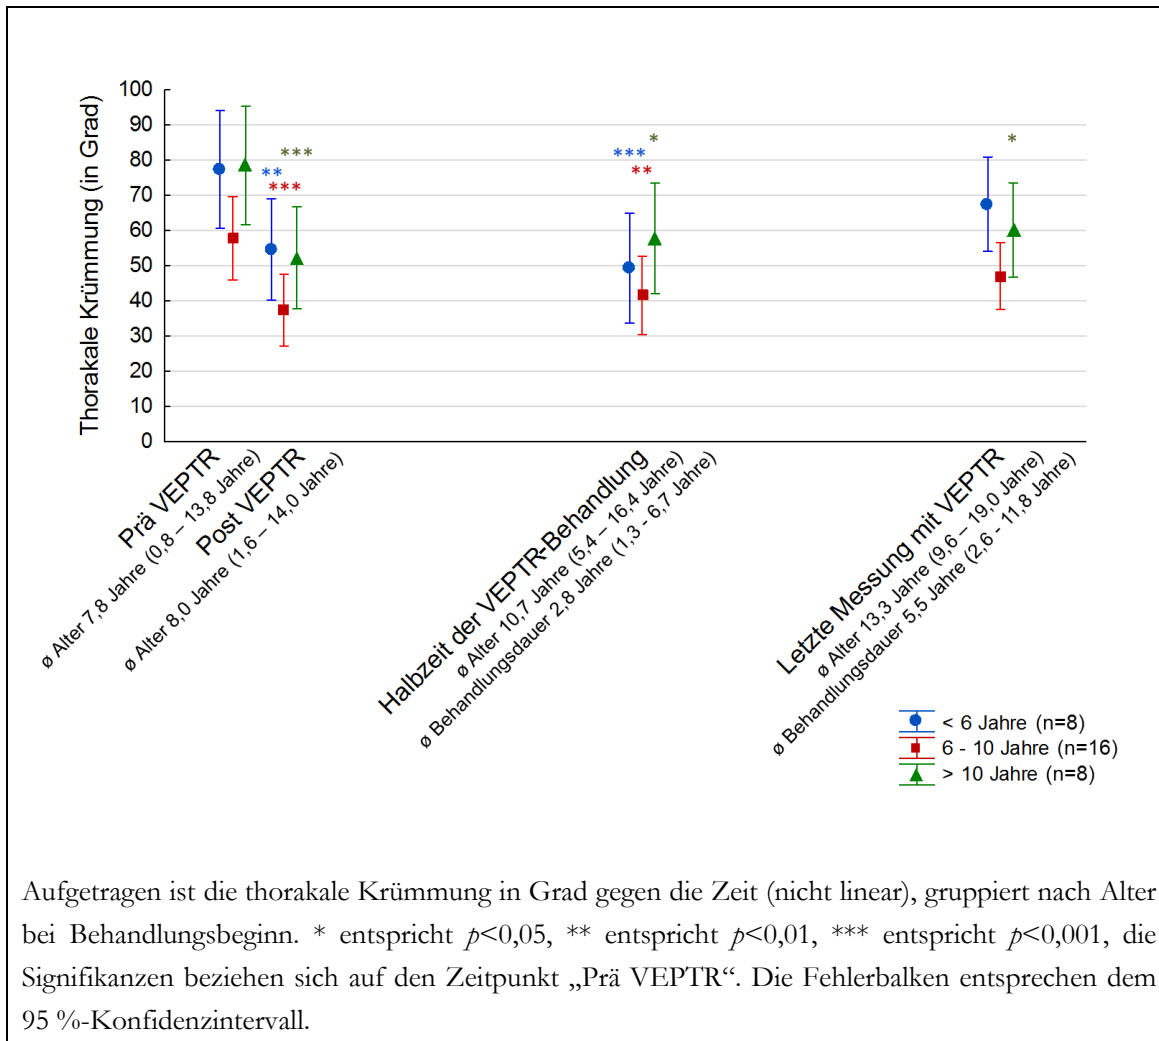 100
90
80
70
60
50
40
30
20
10
0
Thorakale Krümmung (in Grad)
***
**
***
***
*
**
*
Prä VEPTR
ø Alter 7,8 Jahre (0,8 – 13,8 Jahre)
Post VEPTR
ø Alter 8,0 Jahre (1,6 – 14,0 Jahre)
Halbzeit der VEPTR-Behandlung
ø Alter 10,7 Jahre (5,4 – 16,4 Jahre)
ø Behandlungsdauer 2,8 Jahre (1,3 - 6,7 Jahre)
Letzte Messung mit VEPTR
ø Alter 13,3 Jahre (9,6 – 19,0 Jahre)
ø Behandlungsdauer 5,5 Jahre (2,6 - 11,8 Jahre)
< 6 Jahre (n=8)
6 - 10 Jahre (n=16)
> 10 Jahre (n=8)
Aufgetragen ist die thorakale Krümmung in Grad gegen die Zeit (nicht linear), gruppiert nach Alter
bei Behandlungsbeginn. * entspricht p<0,05, ** entspricht p<0,01, *** entspricht p<0,001, die
Signifikanzen beziehen sich auf den Zeitpunkt „Prä VEPTR“. Die Fehlerbalken entsprechen dem
95 %-Konfidenzintervall.